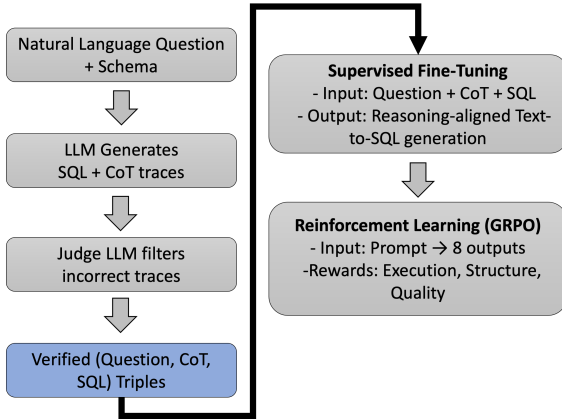 Natural Language Question
+ Schema
LLM Generates
SQL + CoT traces
Judge LLM filters
incorrect traces
Verified (Question, CoT,
SQL) Triples
Supervised Fine-Tuning
- Input: Question + CoT + SQL
- Output: Reasoning-aligned Text-
to-SQL generation
Reinforcement Learning (GRPO)
- Input: Prompt → 8 outputs
-Rewards: Execution, Structure,
Quality